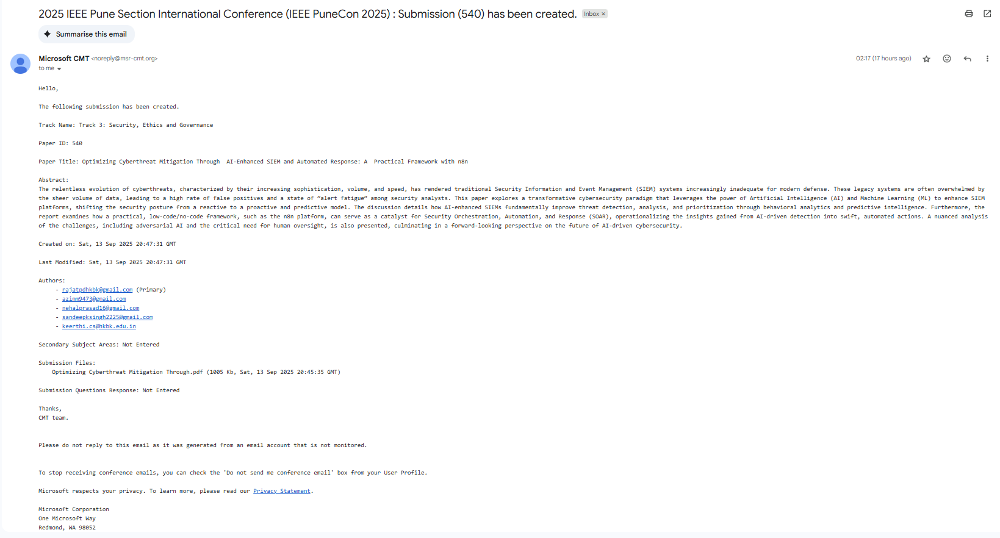 2025 IEEE Pune Section International Conference (IEEE PuneCon 2025) : Submission (540) has been created. Inbox ×
Summarise this email
Microsoft CMT <noreply@msr-cmt.org> 02:17 (17 hours ago)
to me
Hello,
The following submission has been created.
Track Name: Track 3: Security, Ethics and Governance
Paper ID: 540
Paper Title: Optimizing Cyberthreat Mitigation Through  AI-Enhanced SIEM and Automated Response: A  Practical Framework with n8n
Abstract:
The relentless evolution of cyberthreats, characterized by their increasing sophistication, volume, and speed, has rendered traditional Security Information and Event Management (SIEM) systems increasingly inadequate for modern defense. These legacy systems are often overwhelmed by
the sheer volume of data, leading to a high rate of false positives and a state of ”alert fatigue” among security analysts. This paper explores a transformative cybersecurity paradigm that leverages the power of Artificial Intelligence (AI) and Machine Learning (ML) to enhance SIEM
platforms, shifting the security posture from a reactive to a proactive and predictive model. The discussion details how AI-enhanced SIEMs fundamentally improve threat detection, analysis, and prioritization through behavioral analytics and predictive intelligence. Furthermore, the
report examines how a practical, low-code/no-code framework, such as the n8n platform, can serve as a catalyst for Security Orchestration, Automation, and Response (SOAR), operationalizing the insights gained from AI-driven detection into swift, automated actions. A nuanced analysis
of the challenges, including adversarial AI and the critical need for human oversight, is also presented, culminating in a forward-looking perspective on the future of AI-driven cybersecurity.
Created on: Sat, 13 Sep 2025 20:47:31 GMT
Last Modified: Sat, 13 Sep 2025 20:47:31 GMT
Authors:
- rajatpdhkbk@gmail.com (Primary)
- azimm9473@gmail.com
- nehalprasad16@gmail.com
- sandeepksingh2225@gmail.com
- keerthi.cs@hkbk.edu.in
Secondary Subject Areas: Not Entered
Submission Files:
Optimizing Cyberthreat Mitigation Through.pdf (1005 Kb, Sat, 13 Sep 2025 20:45:35 GMT)
Submission Questions Response: Not Entered
Thanks,
CMT team.
Please do not reply to this email as it was generated from an email account that is not monitored.
To stop receiving conference emails, you can check the 'Do not send me conference email' box from your User Profile.
Microsoft respects your privacy. To learn more, please read our Privacy Statement.
Microsoft Corporation
One Microsoft Way
Redmond, WA 98052